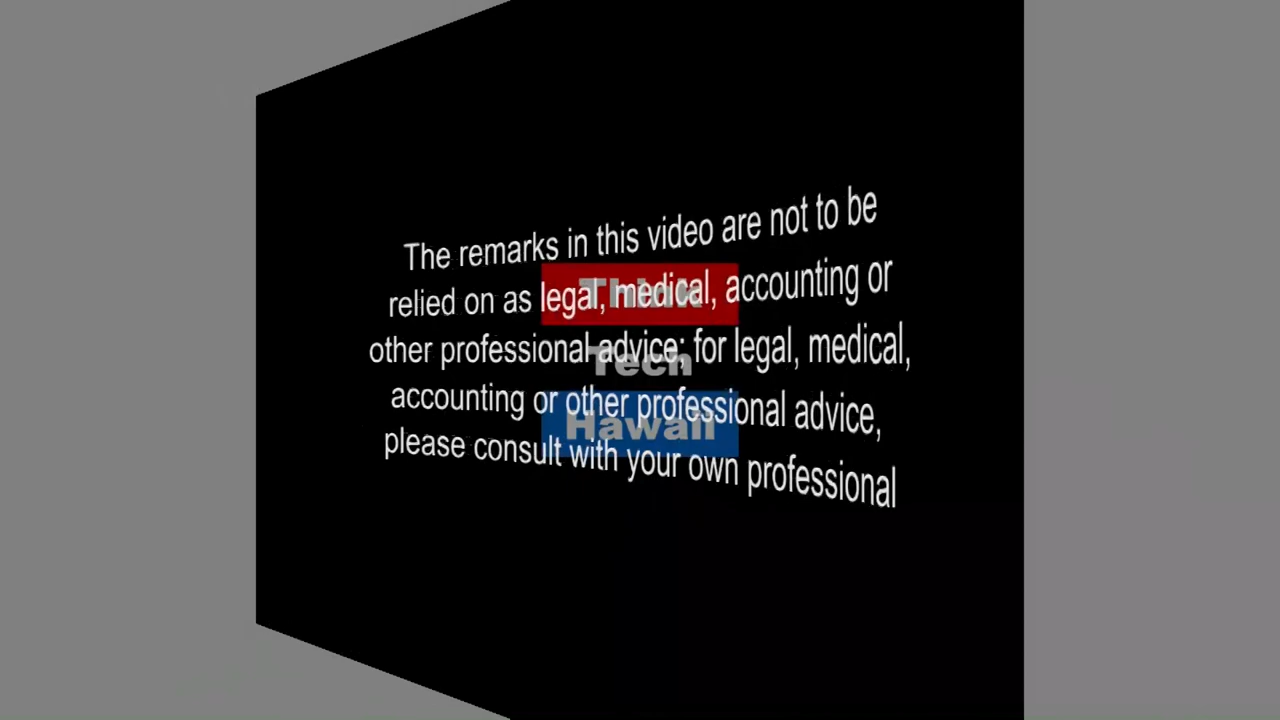 The remarks in this video are not to be
relied on as legal, medical, accounting or
other professional advice; for legal, medical,
accounting or other professional advice,
please consult with your own professional
Think
Tech
Hawaii